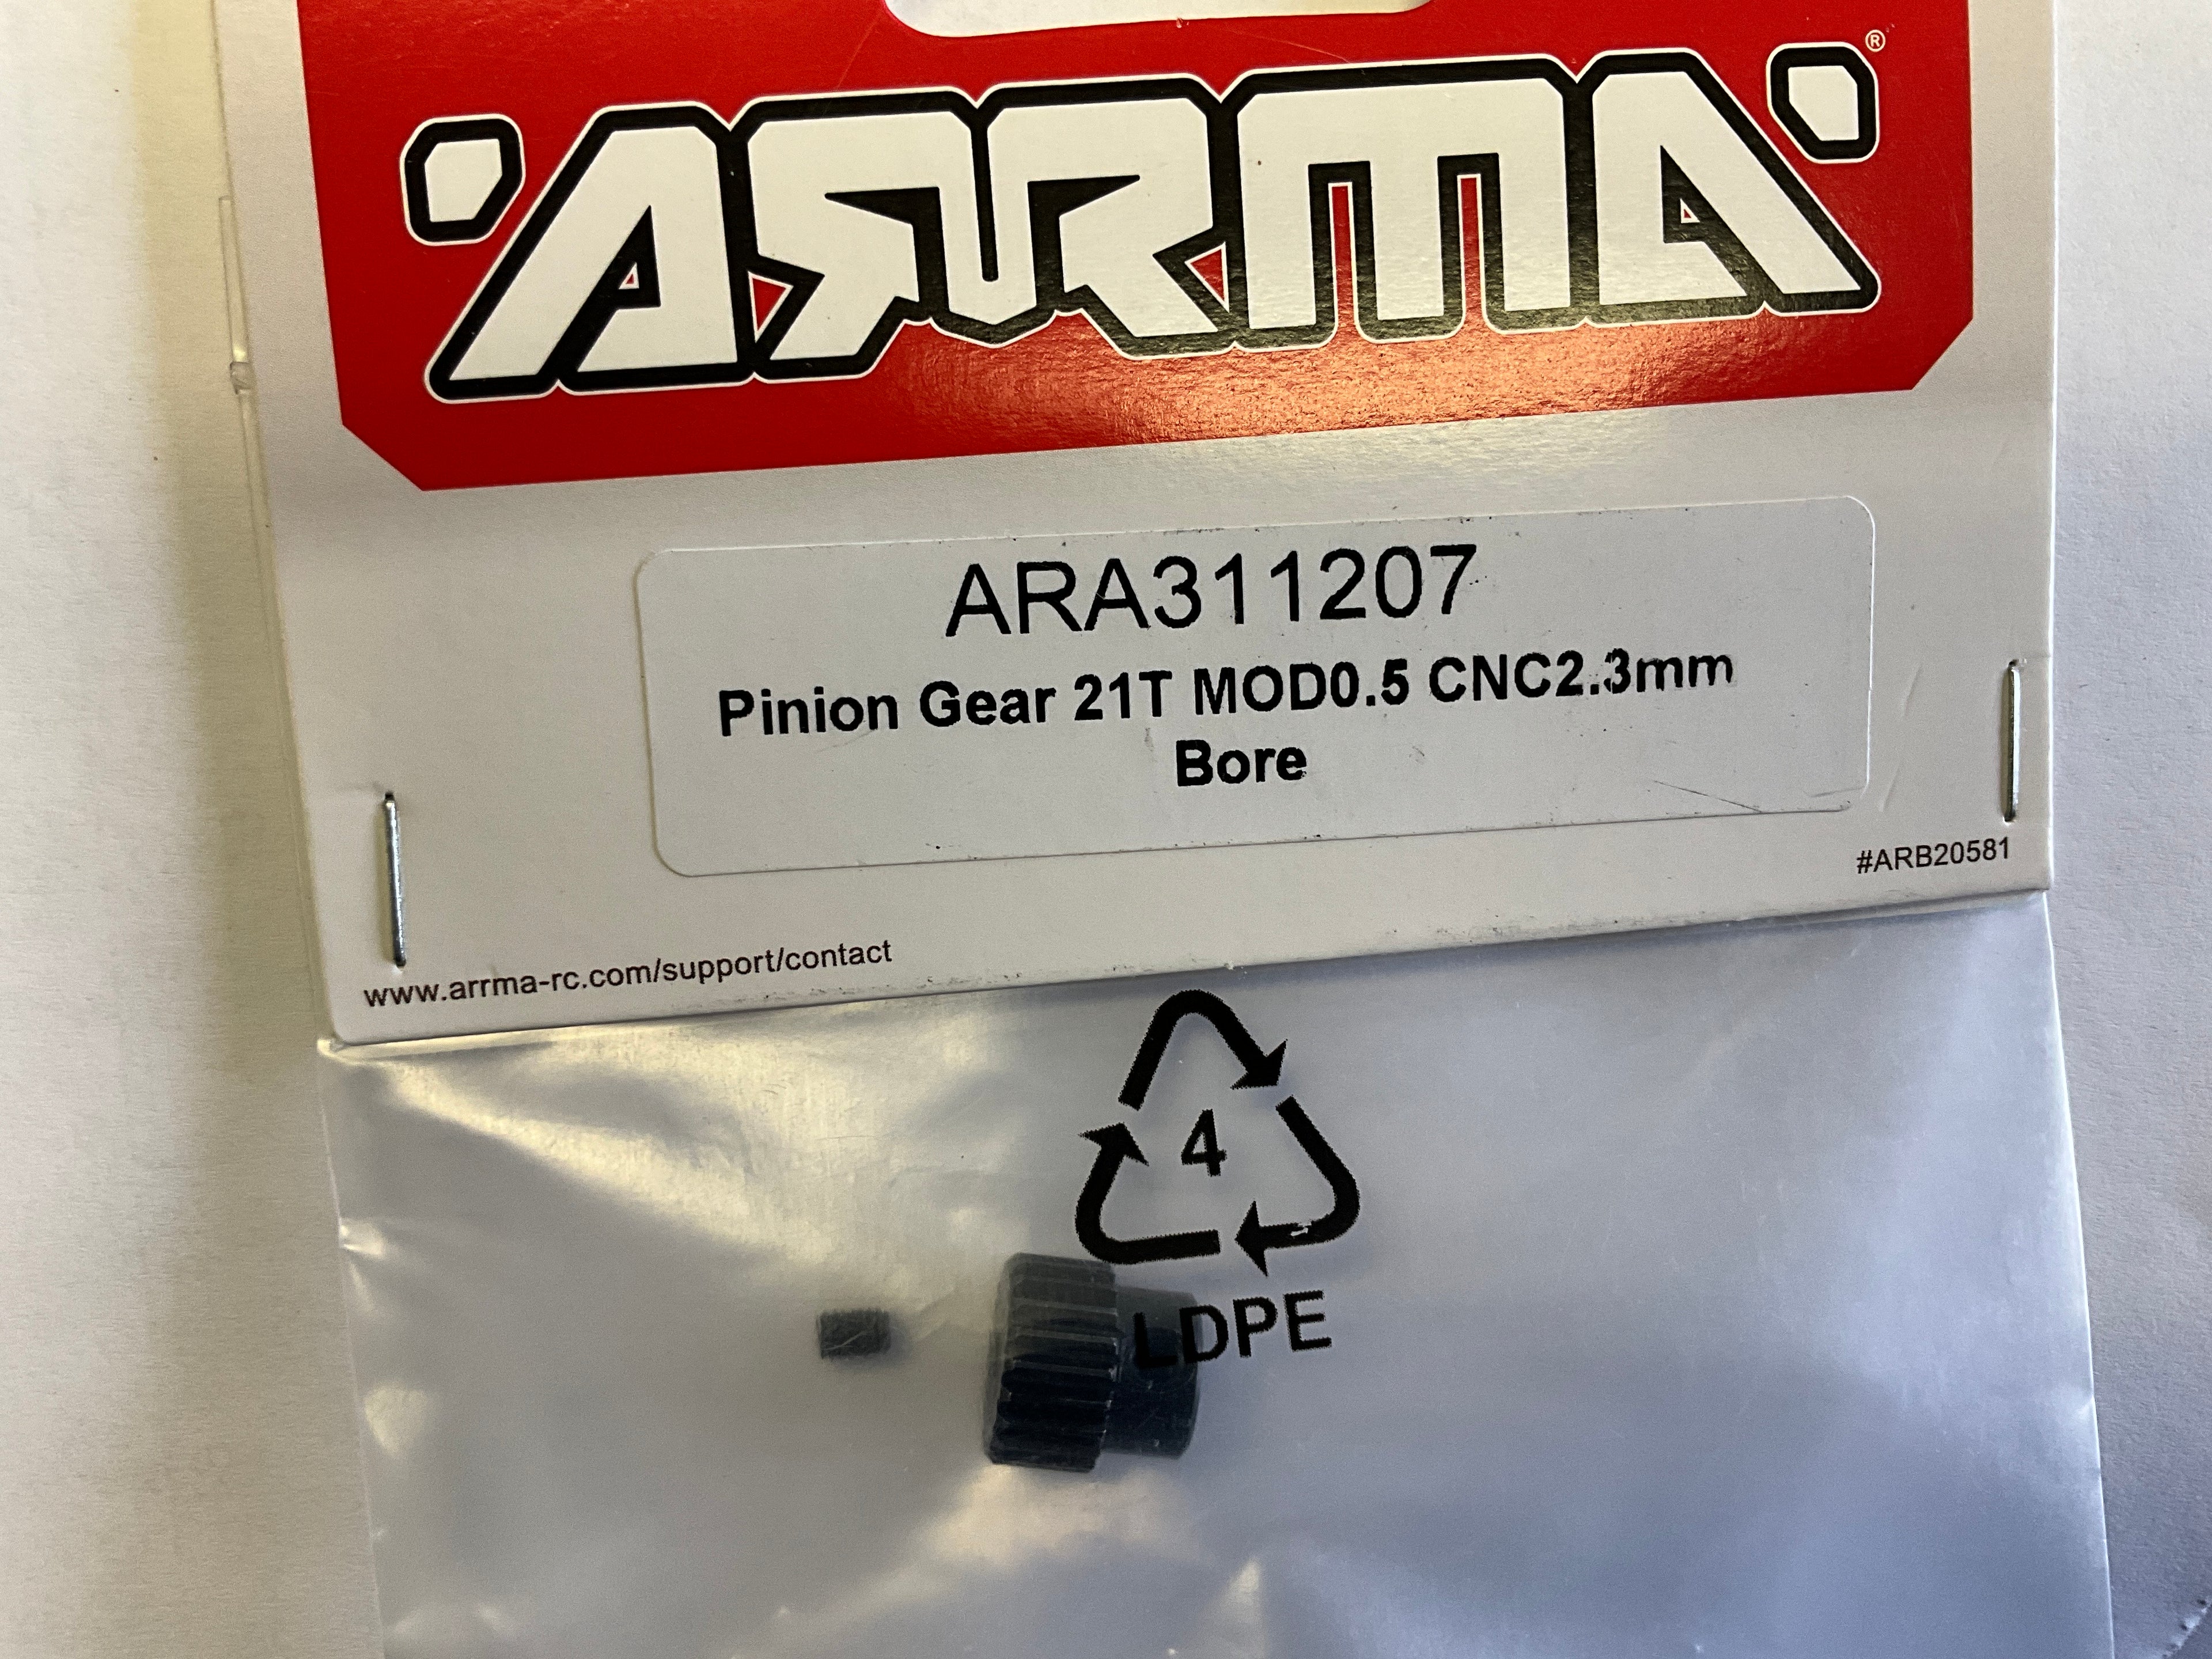 ARRMA®
ARA311207
Pinion Gear 21T MOD0.5 CNC2.3mm
Bore
#ARB20581
www.arrma-rc.com/support/contact
4
LDPE